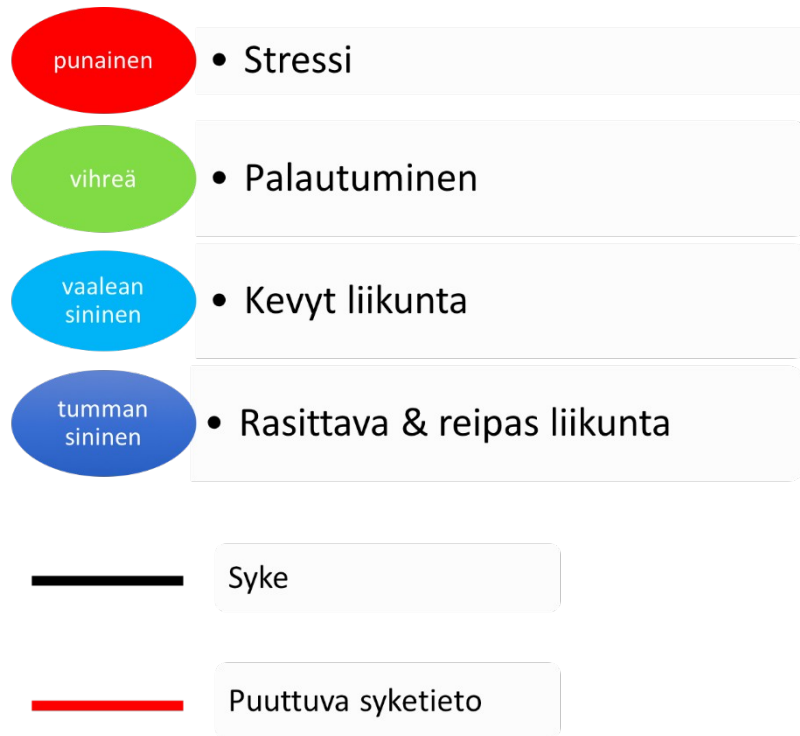 punainen
• Stressi
vihreä
• Palautuminen
vaalean
sininen
• Kevyt liikunta
tumman
sininen
• Rasittava & reipas liikunta
Syke
Puuttuva syketieto